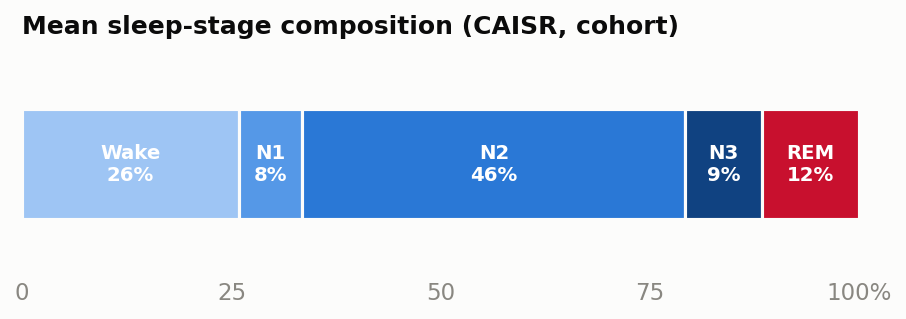 Mean sleep-stage composition (CAISR, cohort)
Wake N1 N2 N3 REM
26% 8% 46% 9% 12%
0 25 50 75 100%